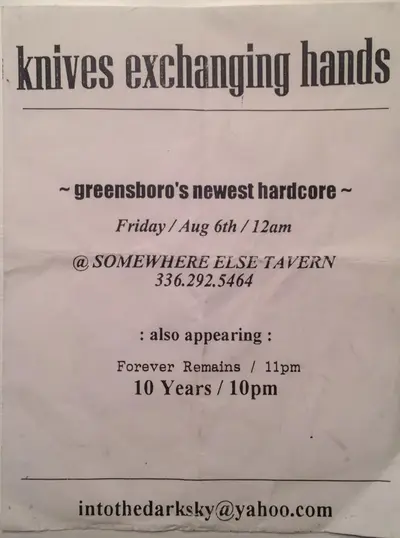 knives exchanging hands
~ greensboro's newest hardcore ~
Friday / Aug 6th / 12am
@ SOMEWHERE ELSE TAVERN
336.292.5464
: also appearing :
Forever Remains / 11pm
10 Years / 10pm
intothedarksky@yahoo.com